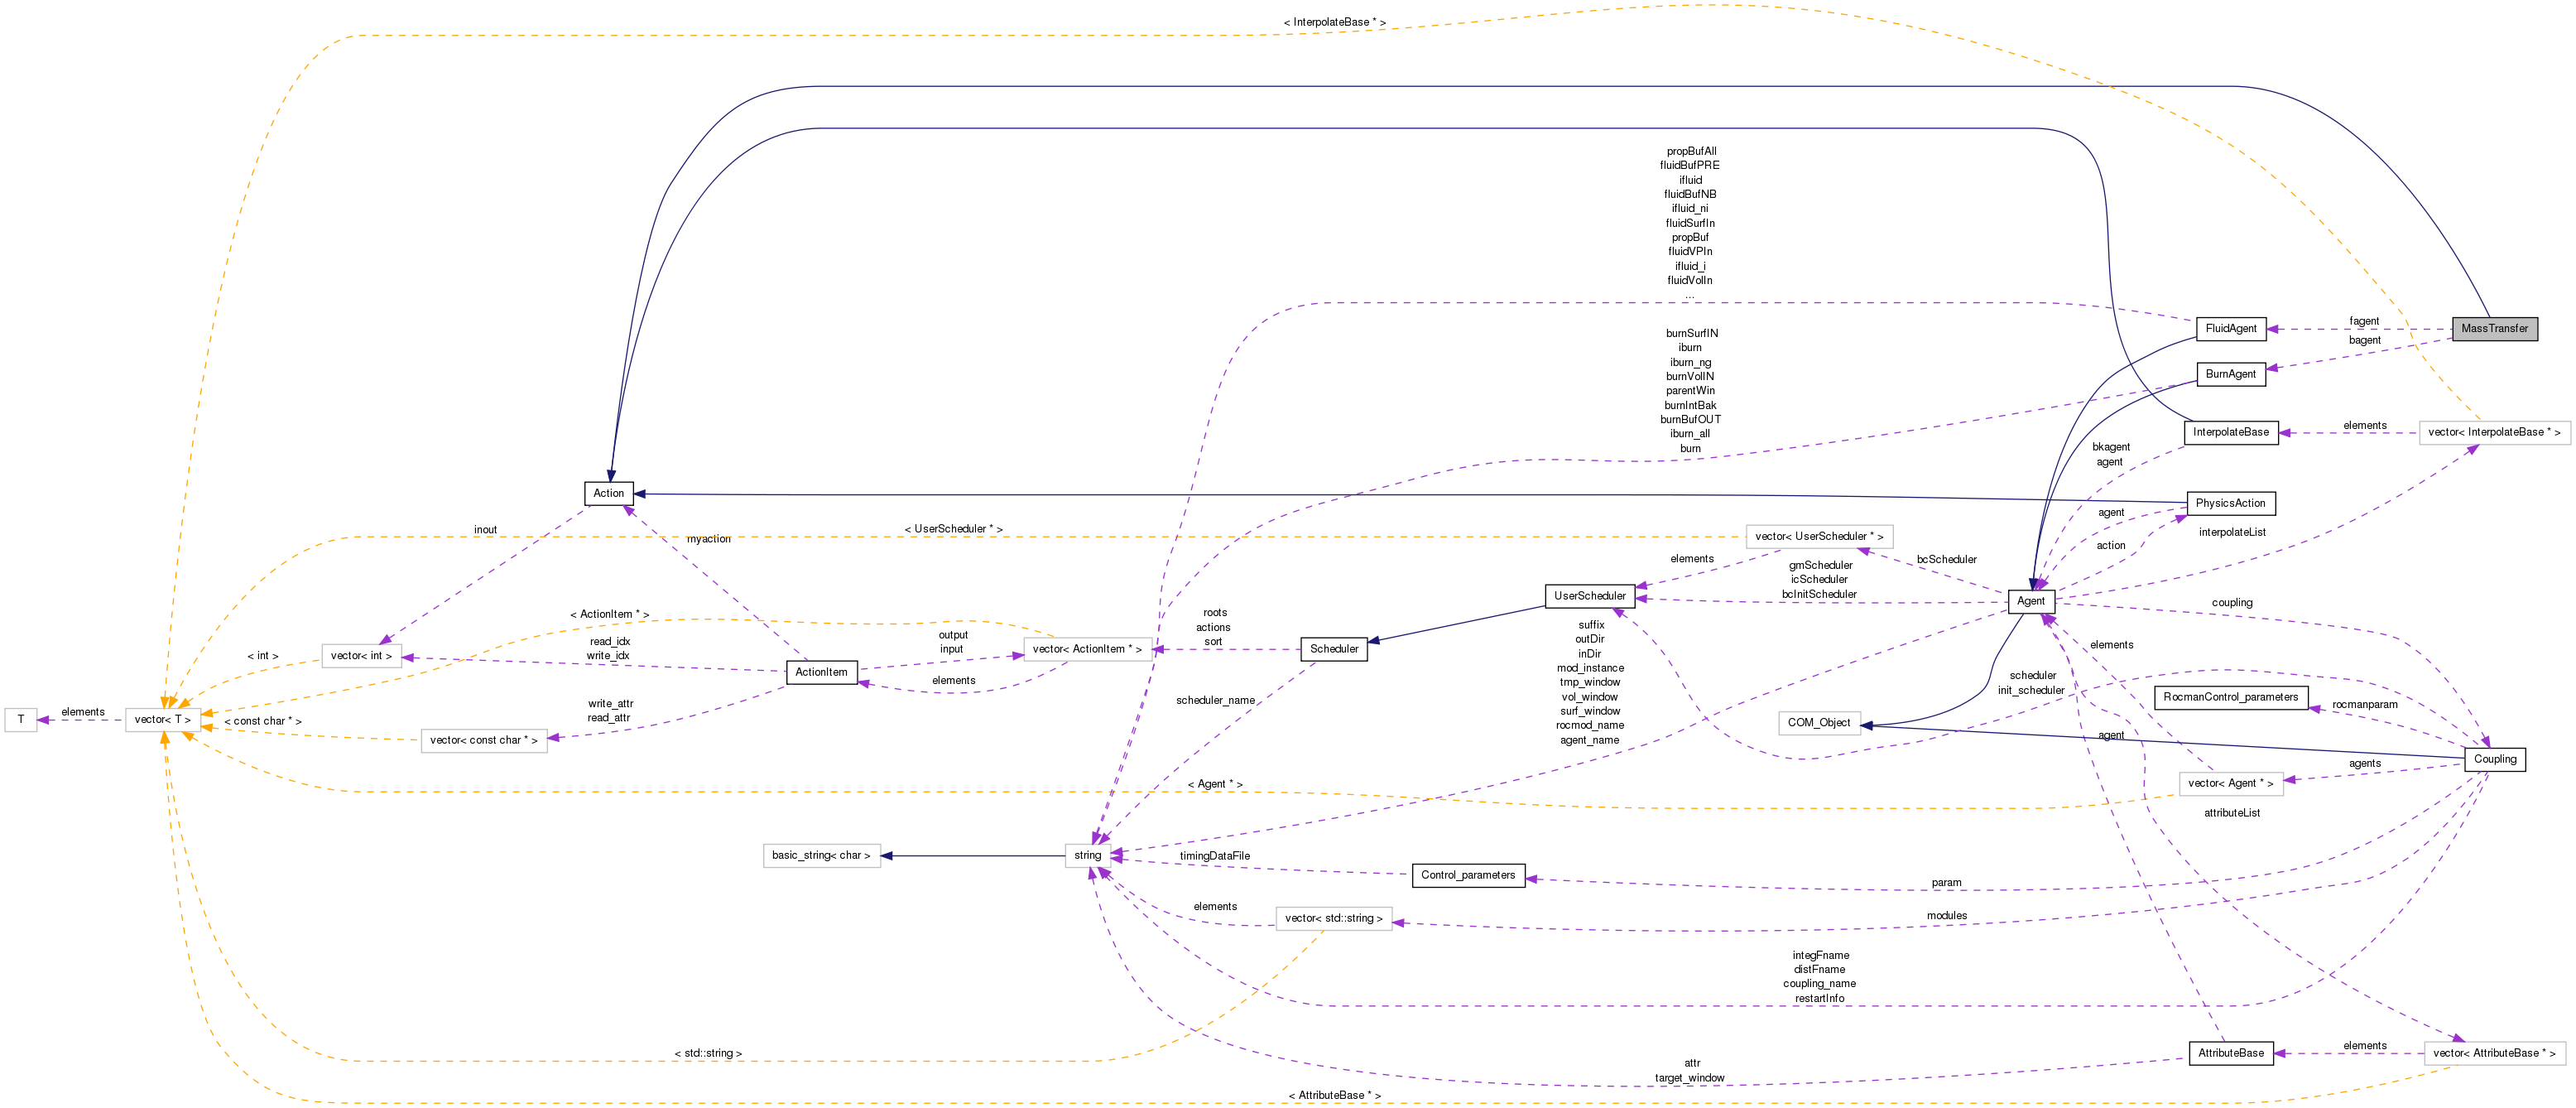 < InterpolateBase * >
propBufAll
fluidBufPRE
ifluid
fluidBufNB
ifluid_ni
fluidSurfIn
propBuf
fluidVPIn
ifluid_i
fluidVolIn
...
FluidAgent
fagent
MassTransfer
bagent
burnSurfIN
iburn
iburn_ng
burnVolIN
parentWin
burnIntBak
burnBufOUT
iburn_all
burn
BurnAgent
InterpolateBase
elements
vector< InterpolateBase * >
bkagent
agent
Action
PhysicsAction
agent
action
interpolateList
inout
myaction
< UserScheduler * >
vector< UserScheduler * >
elements
bcScheduler
gmScheduler
icScheduler
bcInitScheduler
UserScheduler
Agent
coupling
< ActionItem * >
roots
actions
sort
suffix
outDir
inDir
mod_instance
tmp_window
vol_window
surf_window
rocmod_name
agent_name
read_idx
write_idx
output
input
vector< ActionItem * >
Scheduler
elements
< int >
vector< int >
ActionItem
elements
scheduler
init_scheduler
RocmanControl_parameters
rocmanparam
scheduler_name
write_attr
read_attr
T
elements
vector< T >
< const char * >
vector< const char * >
COM_Object
agent
Coupling
agents
vector< Agent * >
< Agent * >
attributeList
basic_string< char >
string
timingDataFile
Control_parameters
param
elements
vector< std::string >
modules
integFname
distFname
coupling_name
restartInfo
< std::string >
attr
target_window
AttributeBase
elements
vector< AttributeBase * >
< AttributeBase * >